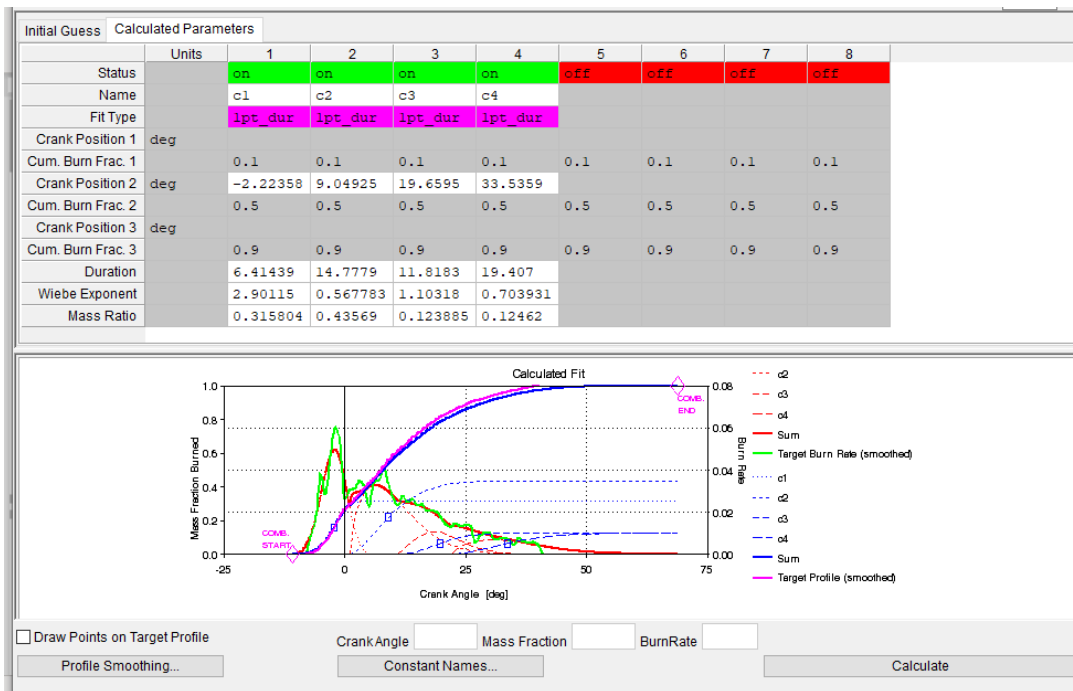 Initial Guess Calculated Parameters
Units 1 2 3 4 5 6 7 8
Status on on on on off off off off
Name c1 c2 c3 c4
Fit Type 1pt_dur 1pt_dur 1pt_dur 1pt_dur
Crank Position 1 deg
Cum. Burn Frac. 1 0.1 0.1 0.1 0.1 0.1 0.1 0.1 0.1
Crank Position 2 deg -2.22358 9.04925 19.6595 33.5359
Cum. Burn Frac. 2 0.5 0.5 0.5 0.5 0.5 0.5 0.5 0.5
Crank Position 3 deg
Cum. Burn Frac. 3 0.9 0.9 0.9 0.9 0.9 0.9 0.9 0.9
Duration 6.41439 14.7779 11.8183 19.407
Wiebe Exponent 2.90115 0.567783 1.10318 0.703931
Mass Ratio 0.315804 0.43569 0.123885 0.12462
Calculated Fit
Mass Fraction Burned
1.0
0.8
0.6
0.4
0.2
0.0
COMB.
START
COMB.
END
0.08
0.06
0.04
0.02
0.00
Burn Rate
-25 0 25 50 75
Crank Angle [deg]
c2
c3
c4
Sum
Target Burn Rate (smoothed)
c1
c2
c3
c4
Sum
Target Profile (smoothed)
Draw Points on Target Profile
Crank Angle Mass Fraction BurnRate
Profile Smoothing... Constant Names... Calculate